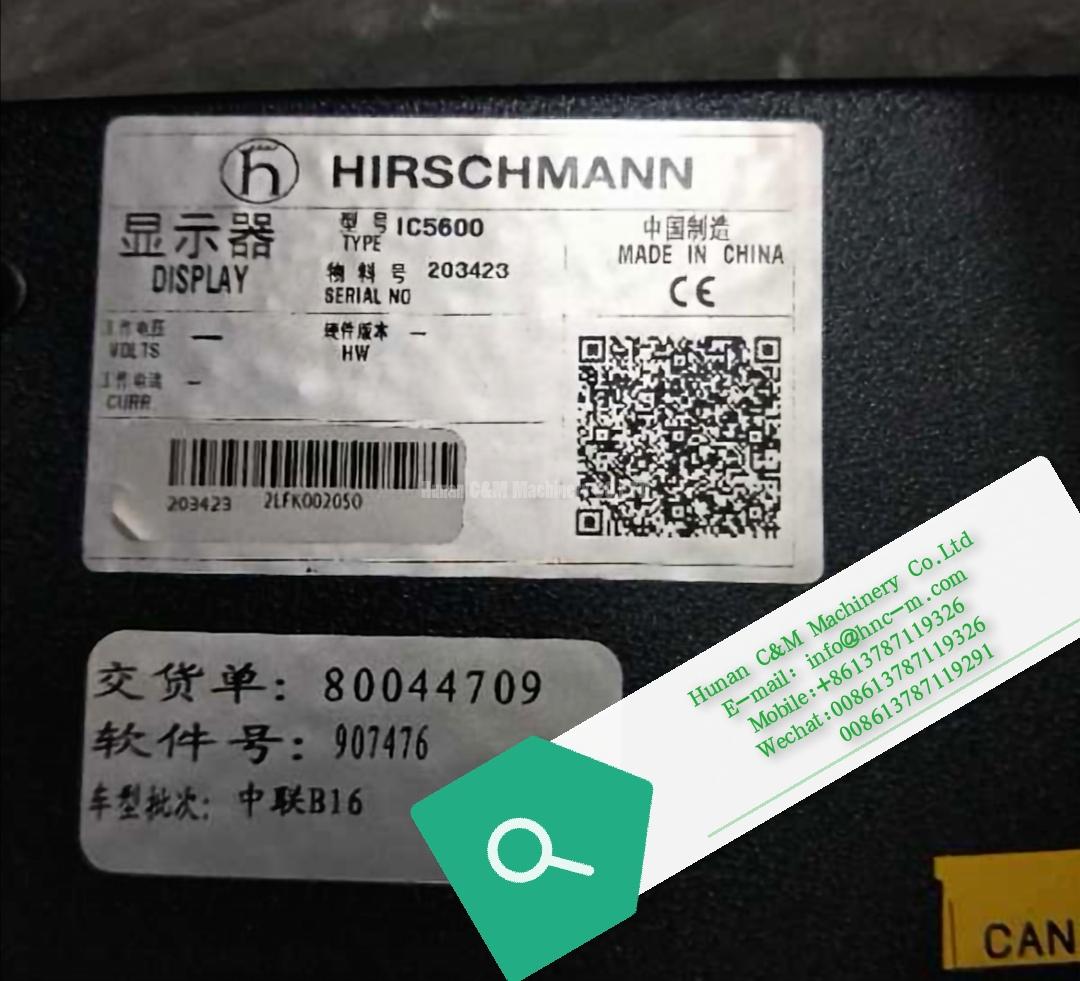 HIRSCHMANN
显示器
DISPLAY
型号 IC5600
TYPE
物料号 203423
SERIAL NO
中国制造
MADE IN CHINA
CE
工作电压 —
VOLTS
硬件版本 -
HW
工作电流 -
CURR
203423 2LFK002050
Hunan C&M Machinery
交货单: 80044709
软件号: 907476
车型批次: 中联B16
Hunan C&M Machinery Co.Ltd
E-mail: info@hnc-m.com
Mobile:+8613787119326
Wechat:008613787119326
008613787119291
CAN